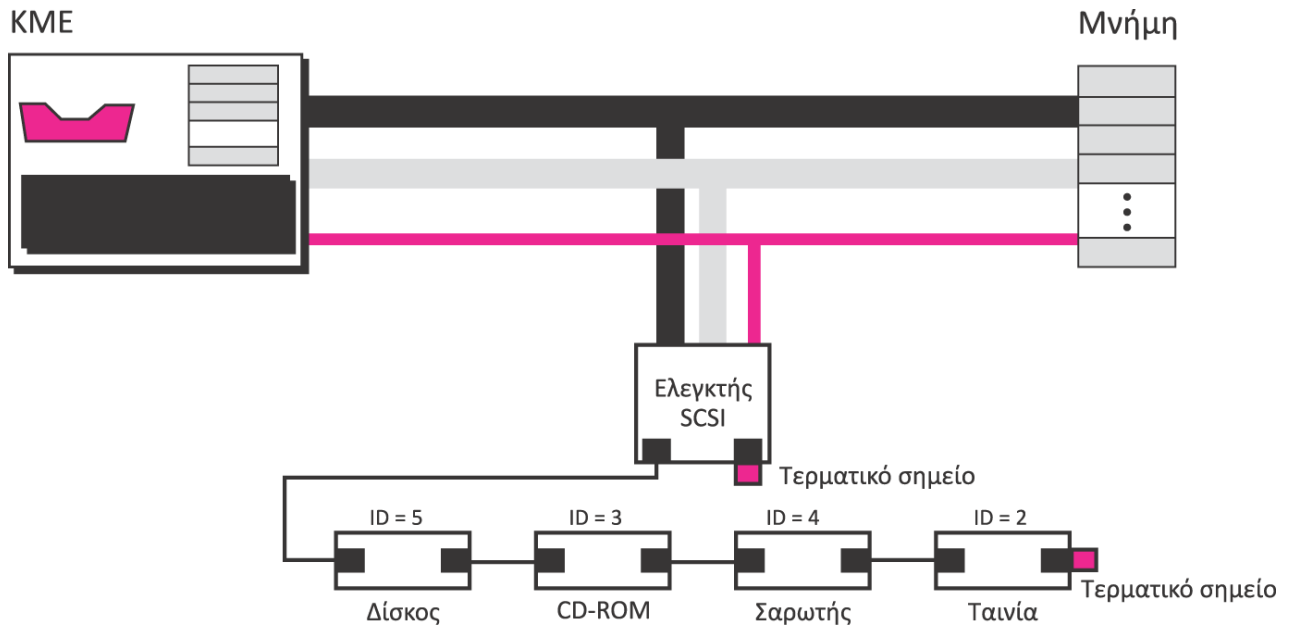 ΚΜΕ
Μνήμη
Ελεγκτής
SCSI
Τερματικό σημείο
ID = 5
ID = 3
ID = 4
ID = 2
Τερματικό σημείο
Δίσκος
CD-ROM
Σαρωτής
Ταινία